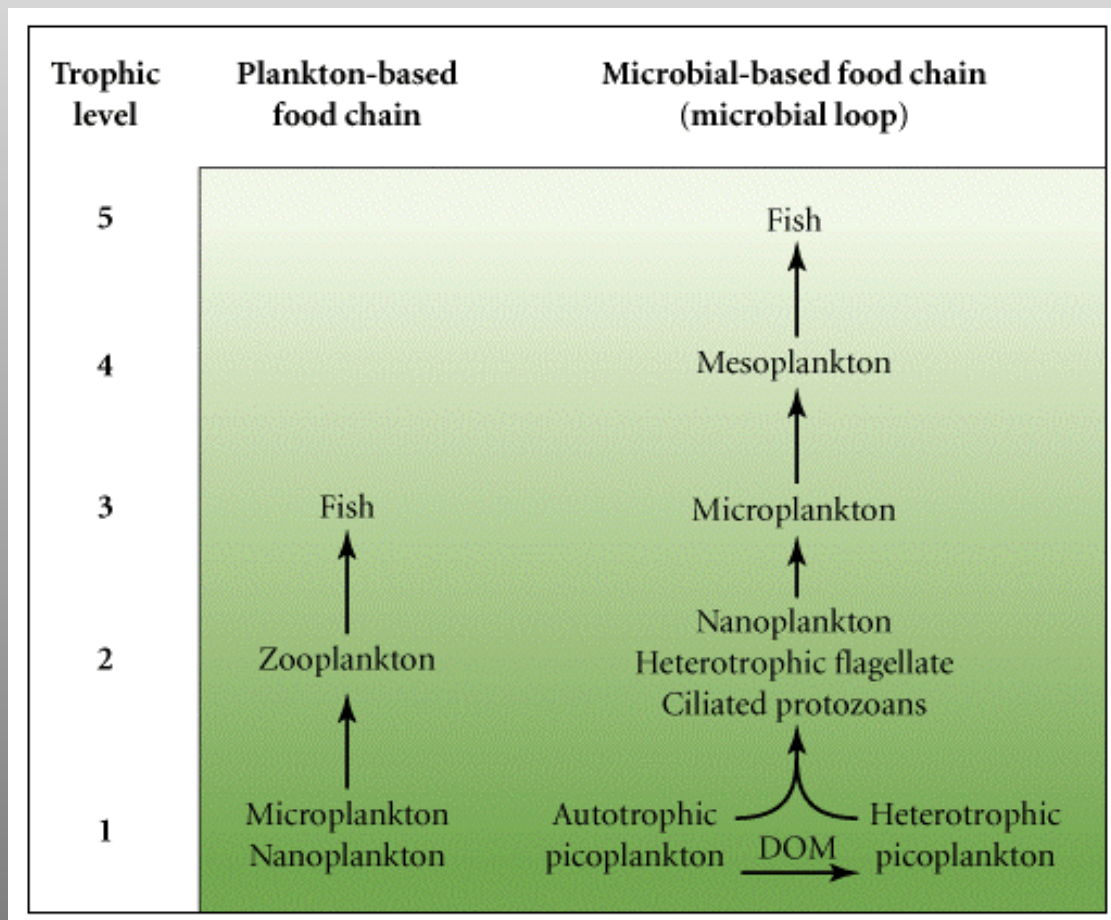 Trophic
level
Plankton-based
food chain
Microbial-based food chain
(microbial loop)
5
Fish
4
Mesoplankton
3
Fish
Microplankton
2
Zooplankton
Nanoplankton
Heterotrophic flagellate
Ciliated protozoans
1
Microplankton
Nanoplankton
Autotrophic
picoplankton
DOM
Heterotrophic
picoplankton